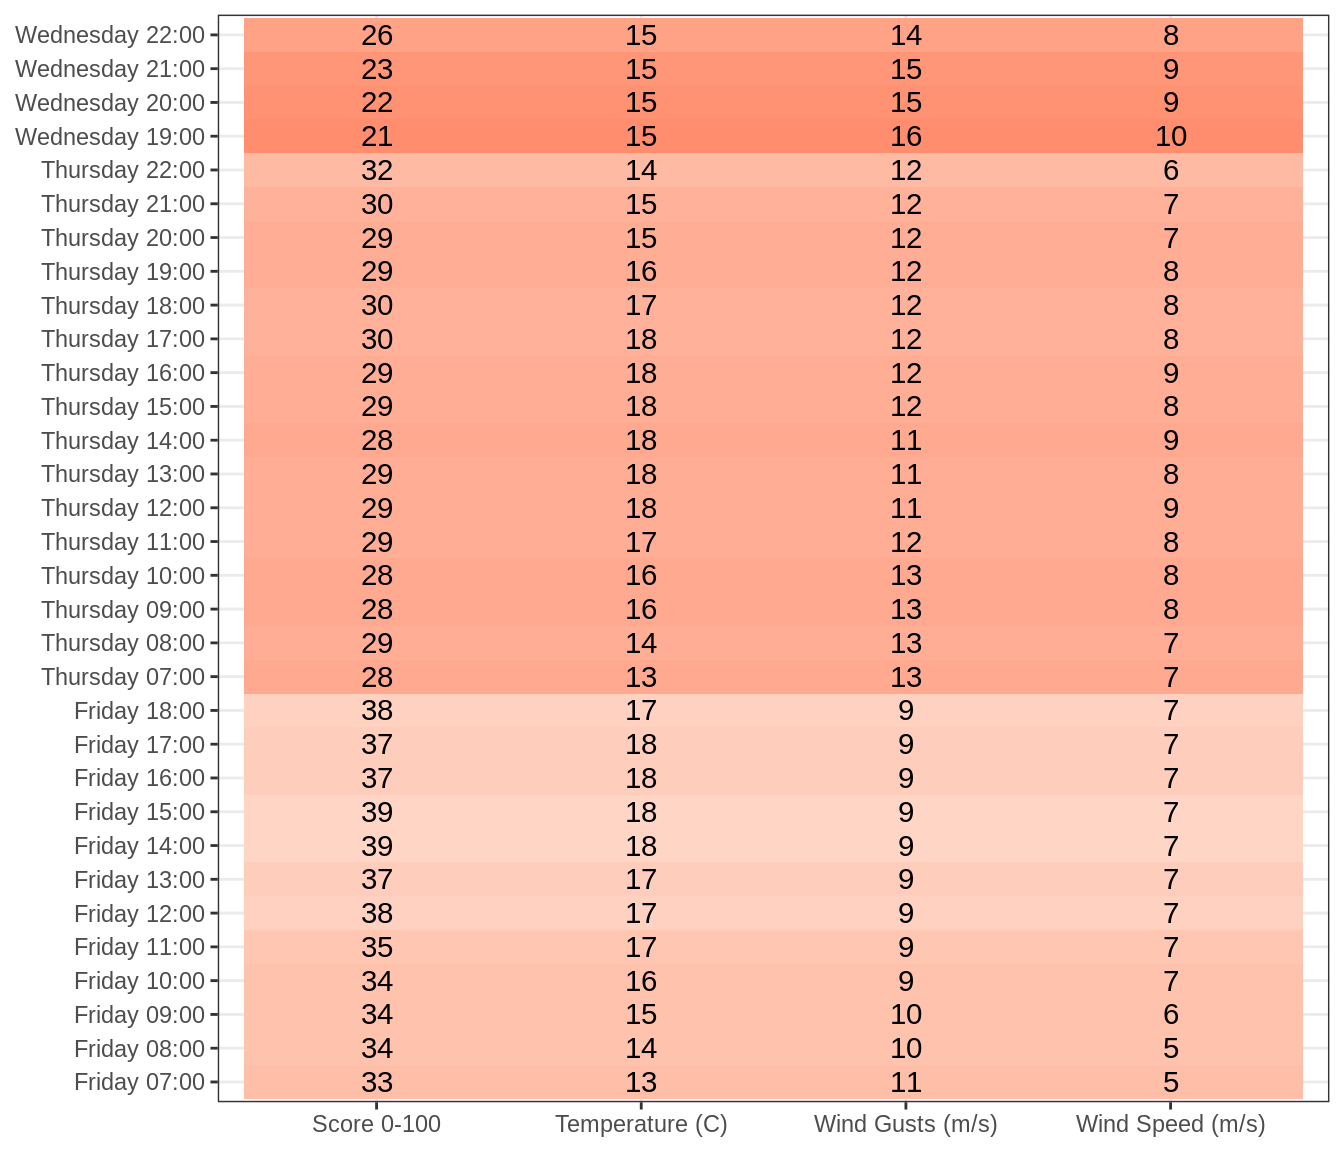 Wednesday 22:00 26 15 14 8
Wednesday 21:00 23 15 15 9
Wednesday 20:00 22 15 15 9
Wednesday 19:00 21 15 16 10
Thursday 22:00 32 14 12 6
Thursday 21:00 30 15 12 7
Thursday 20:00 29 15 12 7
Thursday 19:00 29 16 12 8
Thursday 18:00 30 17 12 8
Thursday 17:00 30 18 12 8
Thursday 16:00 29 18 12 9
Thursday 15:00 29 18 12 8
Thursday 14:00 28 18 11 9
Thursday 13:00 29 18 11 8
Thursday 12:00 29 18 11 9
Thursday 11:00 29 17 12 8
Thursday 10:00 28 16 13 8
Thursday 09:00 28 16 13 8
Thursday 08:00 29 14 13 7
Thursday 07:00 28 13 13 7
Friday 18:00 38 17 9 7
Friday 17:00 37 18 9 7
Friday 16:00 37 18 9 7
Friday 15:00 39 18 9 7
Friday 14:00 39 18 9 7
Friday 13:00 37 17 9 7
Friday 12:00 38 17 9 7
Friday 11:00 35 17 9 7
Friday 10:00 34 16 9 7
Friday 09:00 34 15 10 6
Friday 08:00 34 14 10 5
Friday 07:00 33 13 11 5
Score 0-100 Temperature (C) Wind Gusts (m/s) Wind Speed (m/s)